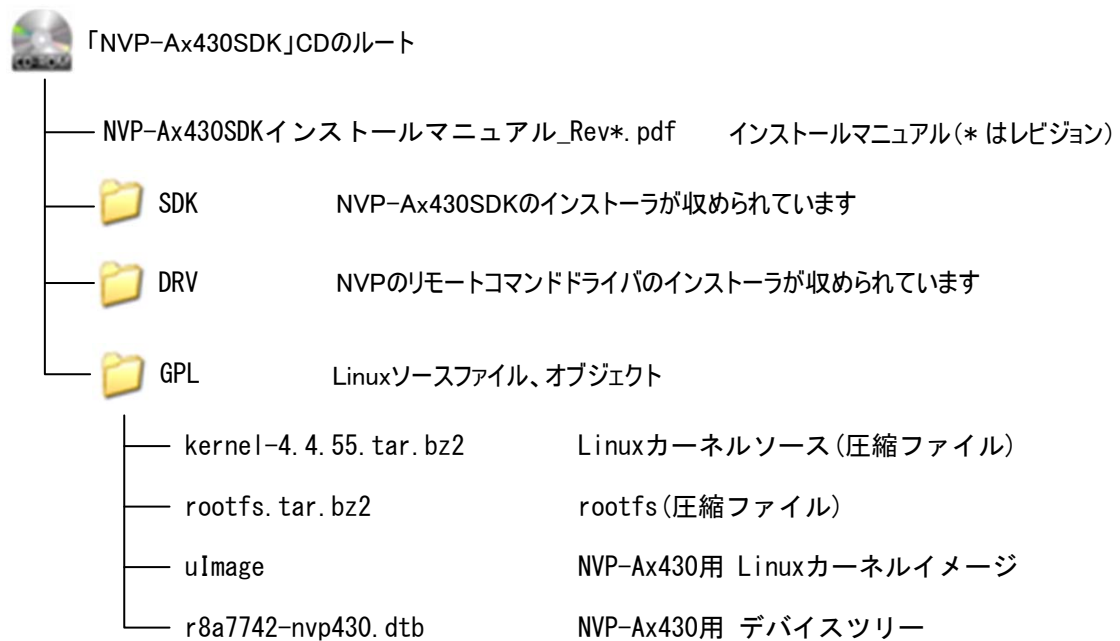 CD-ROM 「NVP-Ax430SDK」CDのルート
NVP-Ax430SDKインストールマニュアル_Rev*.pdf インストールマニュアル(* はレビジョン)
SDK NVP-Ax430SDKのインストーラが収められています
DRV NVPのリモートコマンドドライバのインストーラが収められています
GPL Linuxソースファイル、オブジェクト
kernel-4.4.55.tar.bz2 Linuxカーネルソース(圧縮ファイル)
rootfs.tar.bz2 rootfs(圧縮ファイル)
uImage NVP-Ax430用 Linuxカーネルイメージ
r8a7742-nvp430.dtb NVP-Ax430用 デバイスツリー